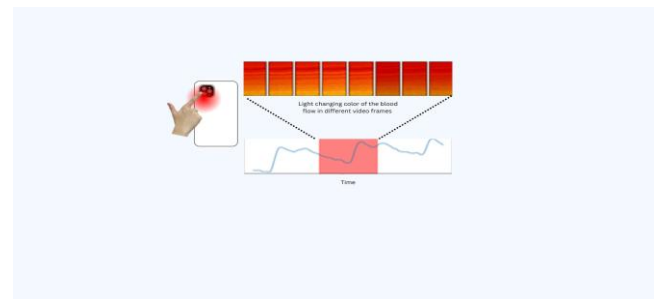 Light changing color of the blood
flow in different video frames
Time